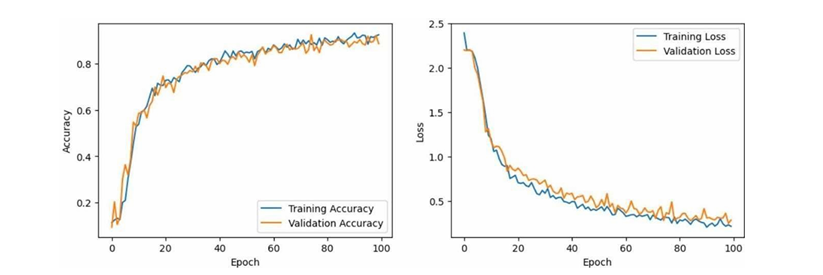 Accuracy
0.8
0.6
0.4
0.2
0
20
40
60
80
100
Epoch
Training Accuracy
Validation Accuracy
Loss
2.5
2.0
1.5
1.0
0.5
0
20
40
60
80
100
Epoch
Training Loss
Validation Loss